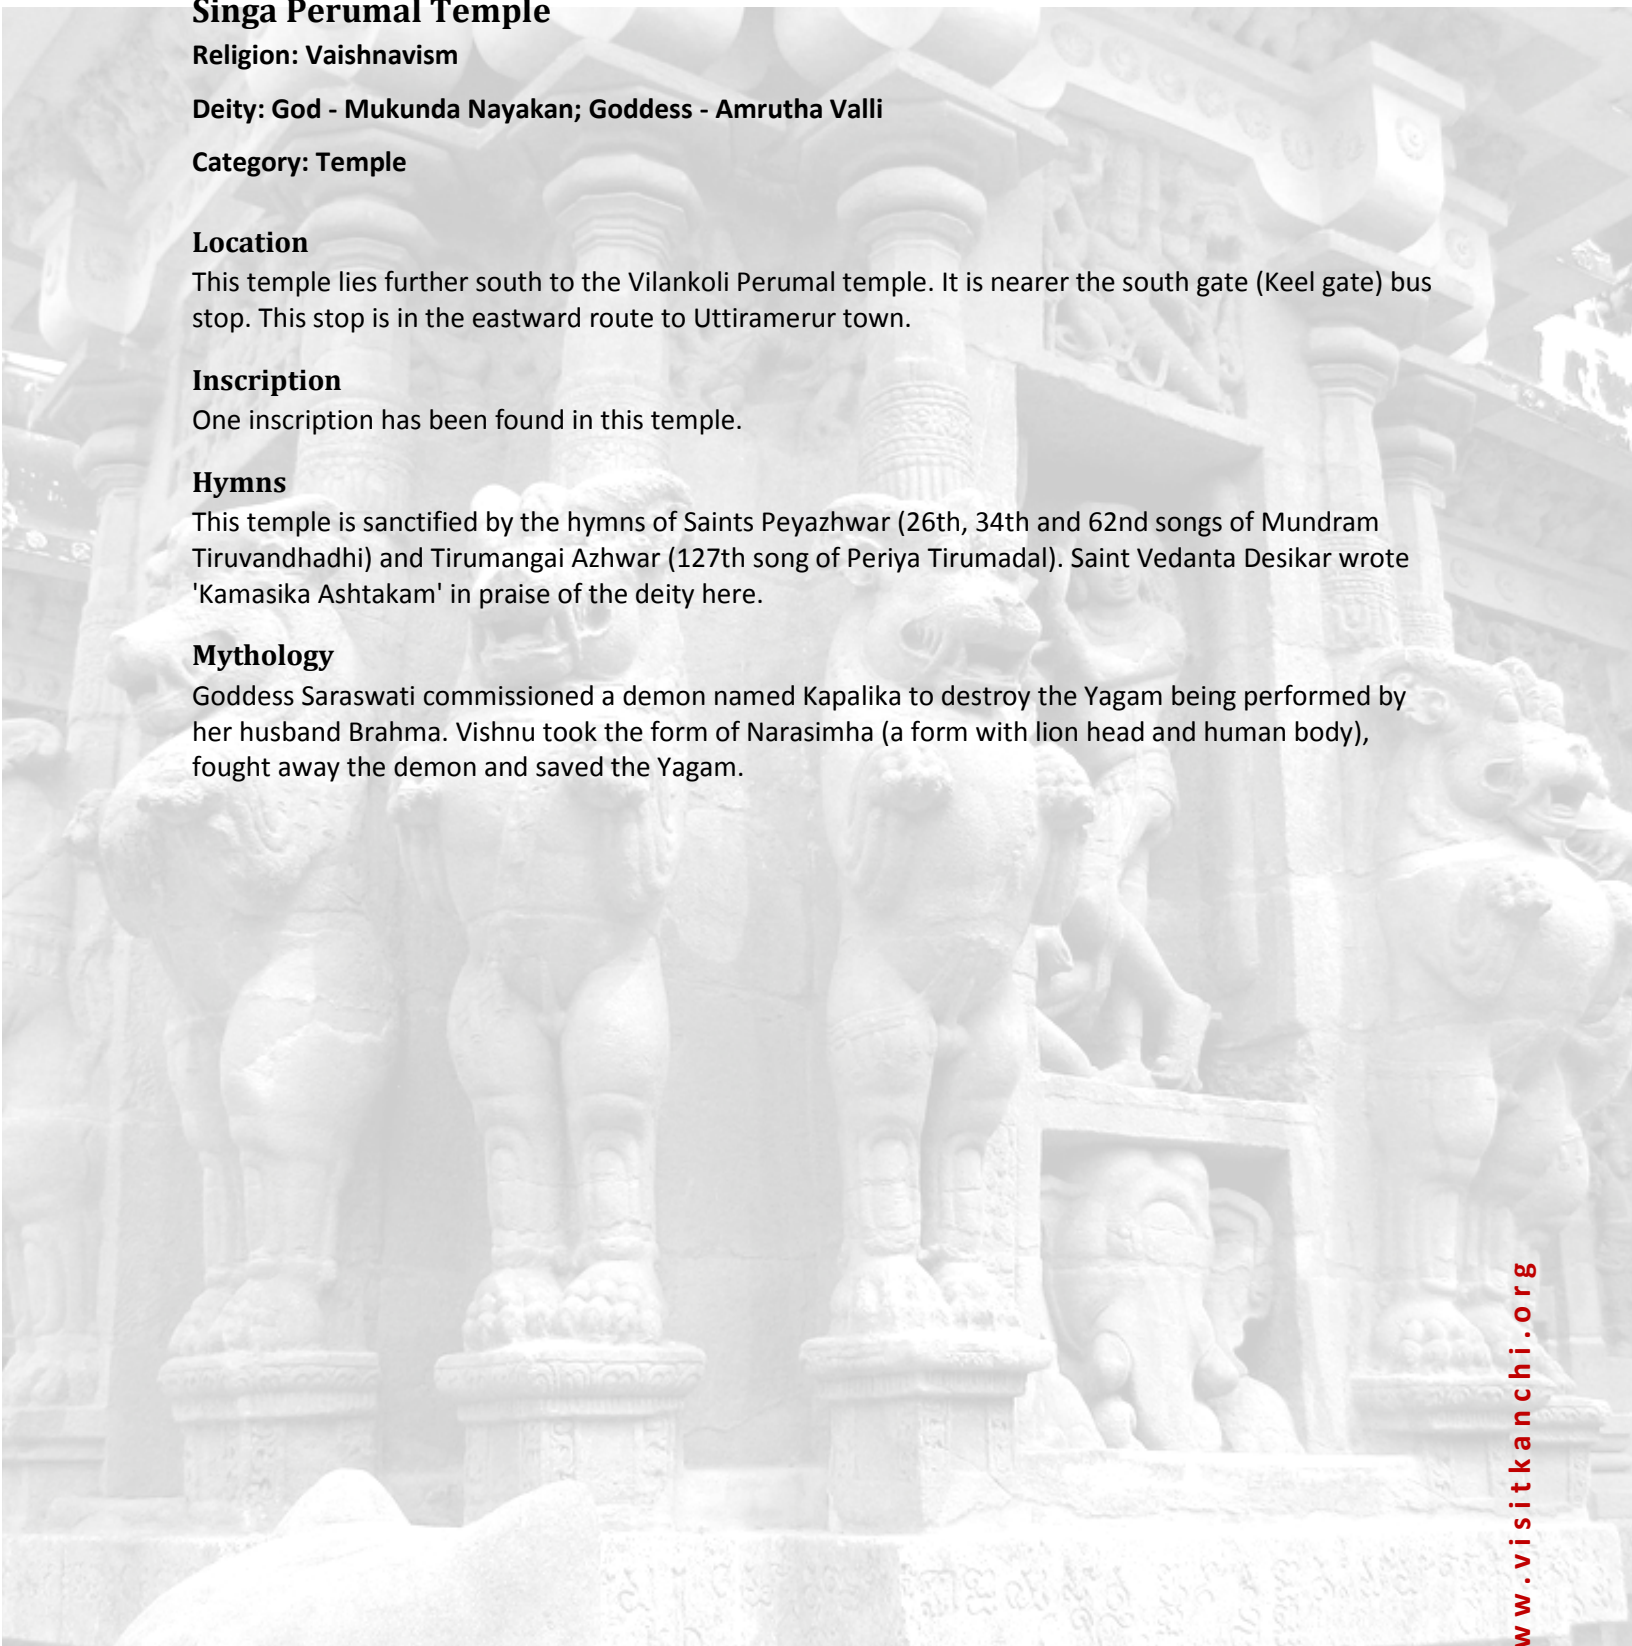 Singa Perumal Temple
Religion: Vaishnavism
Deity: God - Mukunda Nayakan; Goddess - Amrutha Valli
Category: Temple
Location
This temple lies further south to the Vilankoli Perumal temple. It is nearer the south gate (Keel gate) bus
stop. This stop is in the eastward route to Uttiramerur town.
Inscription
One inscription has been found in this temple.
Hymns
This temple is sanctified by the hymns of Saints Peyazhwar (26th, 34th and 62nd songs of Mundram
Tiruvandhadhi) and Tirumangai Azhwar (127th song of Periya Tirumadal). Saint Vedanta Desikar wrote
'Kamasika Ashtakam' in praise of the deity here.
Mythology
Goddess Saraswati commissioned a demon named Kapalika to destroy the Yagam being performed by
her husband Brahma. Vishnu took the form of Narasimha (a form with lion head and human body),
fought away the demon and saved the Yagam.
ww.visitkanchi.org